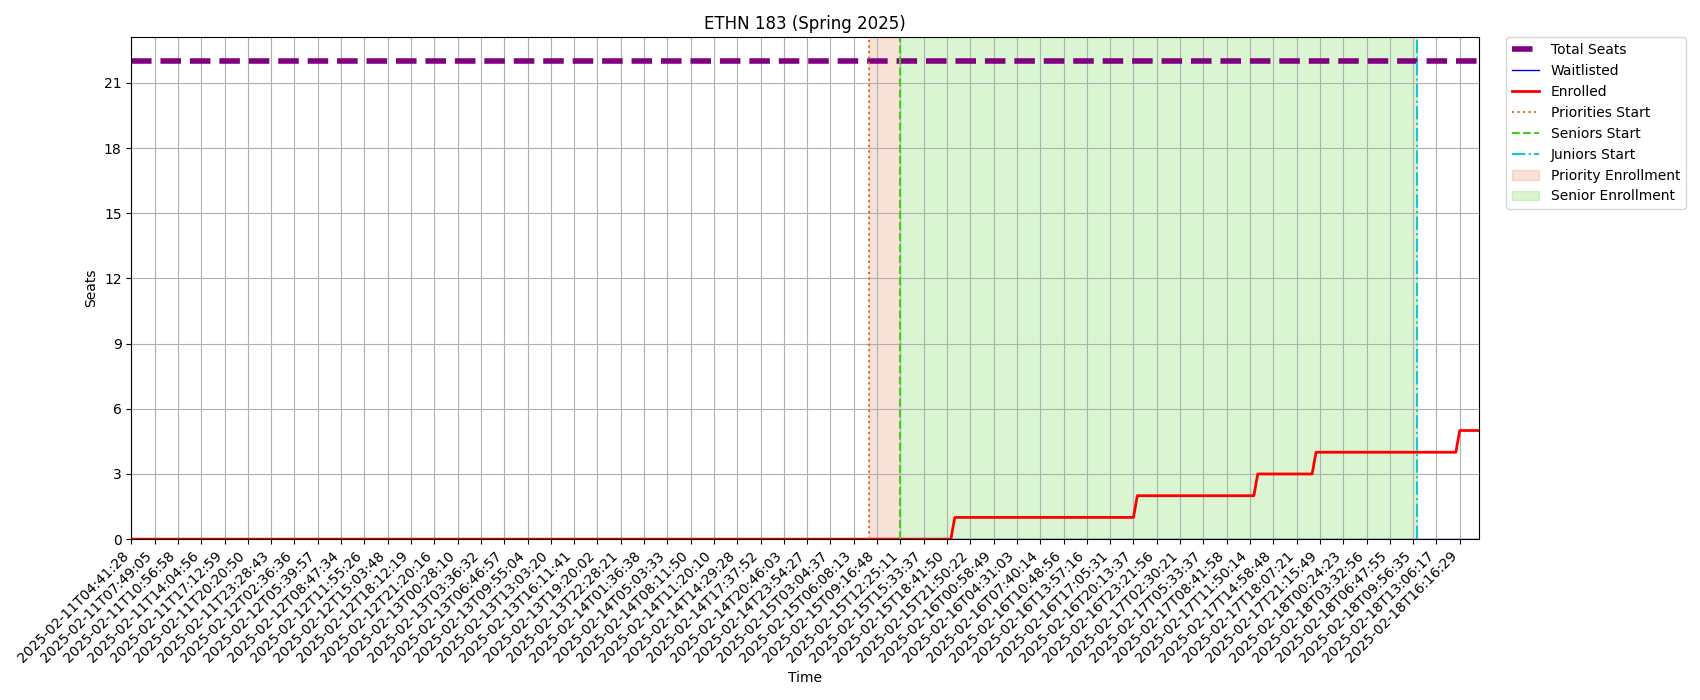 ETHN 183 (Spring 2025)
Total Seats
Waitlisted
Enrolled
Priorities Start
Seniors Start
Juniors Start
Priority Enrollment
Senior Enrollment
Seats
21
18
15
12
9
6
3
0
2025-02-11T04:41:28
2025-02-11T07:49:05
2025-02-11T10:56:58
2025-02-11T14:04:56
2025-02-11T17:12:59
2025-02-11T20:20:50
2025-02-11T23:28:43
2025-02-12T02:36:36
2025-02-12T05:39:57
2025-02-12T08:47:34
2025-02-12T11:55:26
2025-02-12T15:03:48
2025-02-12T18:12:19
2025-02-12T21:20:16
2025-02-13T00:28:10
2025-02-13T03:36:32
2025-02-13T06:46:57
2025-02-13T09:55:04
2025-02-13T13:03:20
2025-02-13T16:11:41
2025-02-13T19:20:02
2025-02-13T22:28:21
2025-02-14T01:36:38
2025-02-14T05:03:33
2025-02-14T08:11:50
2025-02-14T11:20:10
2025-02-14T14:29:28
2025-02-14T17:37:52
2025-02-14T20:46:03
2025-02-14T23:54:27
2025-02-15T03:04:37
2025-02-15T06:08:13
2025-02-15T09:16:48
2025-02-15T12:25:11
2025-02-15T15:33:37
2025-02-15T18:41:50
2025-02-15T21:50:22
2025-02-16T00:58:49
2025-02-16T04:31:03
2025-02-16T07:40:14
2025-02-16T10:48:56
2025-02-16T13:57:16
2025-02-16T17:05:31
2025-02-16T20:13:37
2025-02-16T23:21:56
2025-02-17T02:30:21
2025-02-17T05:33:37
2025-02-17T08:41:58
2025-02-17T11:50:14
2025-02-17T14:58:48
2025-02-17T18:07:21
2025-02-17T21:15:49
2025-02-18T00:24:23
2025-02-18T03:32:56
2025-02-18T06:47:55
2025-02-18T09:56:35
2025-02-18T13:06:17
2025-02-18T16:16:29
Time